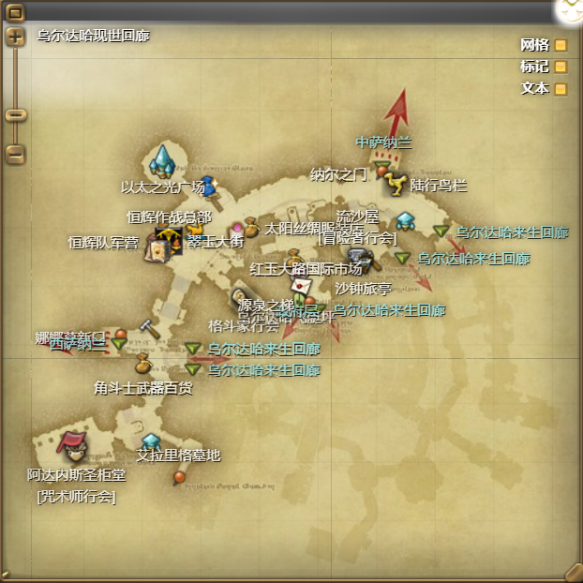 乌尔达哈现世回廊
网格
标记
文本
中萨纳兰
纳尔之门
陆行鸟栏
以太之光广场
恒辉作战总部
流沙屋
太阳丝绸服装店
[冒险者行会]
乌尔达哈来生回廊
恒辉队军营
翠玉大街
乌尔达哈来生回廊
红玉大路国际市场
沙钟旅亭
源泉之梯
乌尔达哈来生回廊
格斗家行会
西萨纳兰
乌尔达哈来生回廊
乌尔达哈来生回廊
角斗士武器百货
艾拉里格墓地
阿达内斯圣柜堂
[咒术师行会]